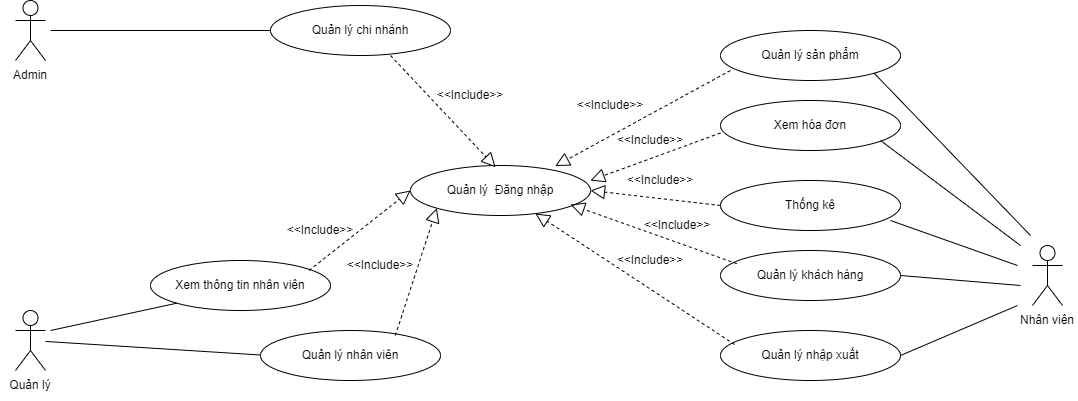 Quản lý chi nhánh
Admin
Quản lý sản phẩm
<<Include>>
<<Include>>
Xem hóa đơn
<<Include>>
<<Include>>
Quản lý  Đăng nhập
Thống kê
<<Include>>
<<Include>>
<<Include>>
<<Include>>
Quản lý khách hàng
Xem thông tin nhân viên
Nhân viên
Quản lý nhân viên
Quản lý nhập xuất
Quản lý